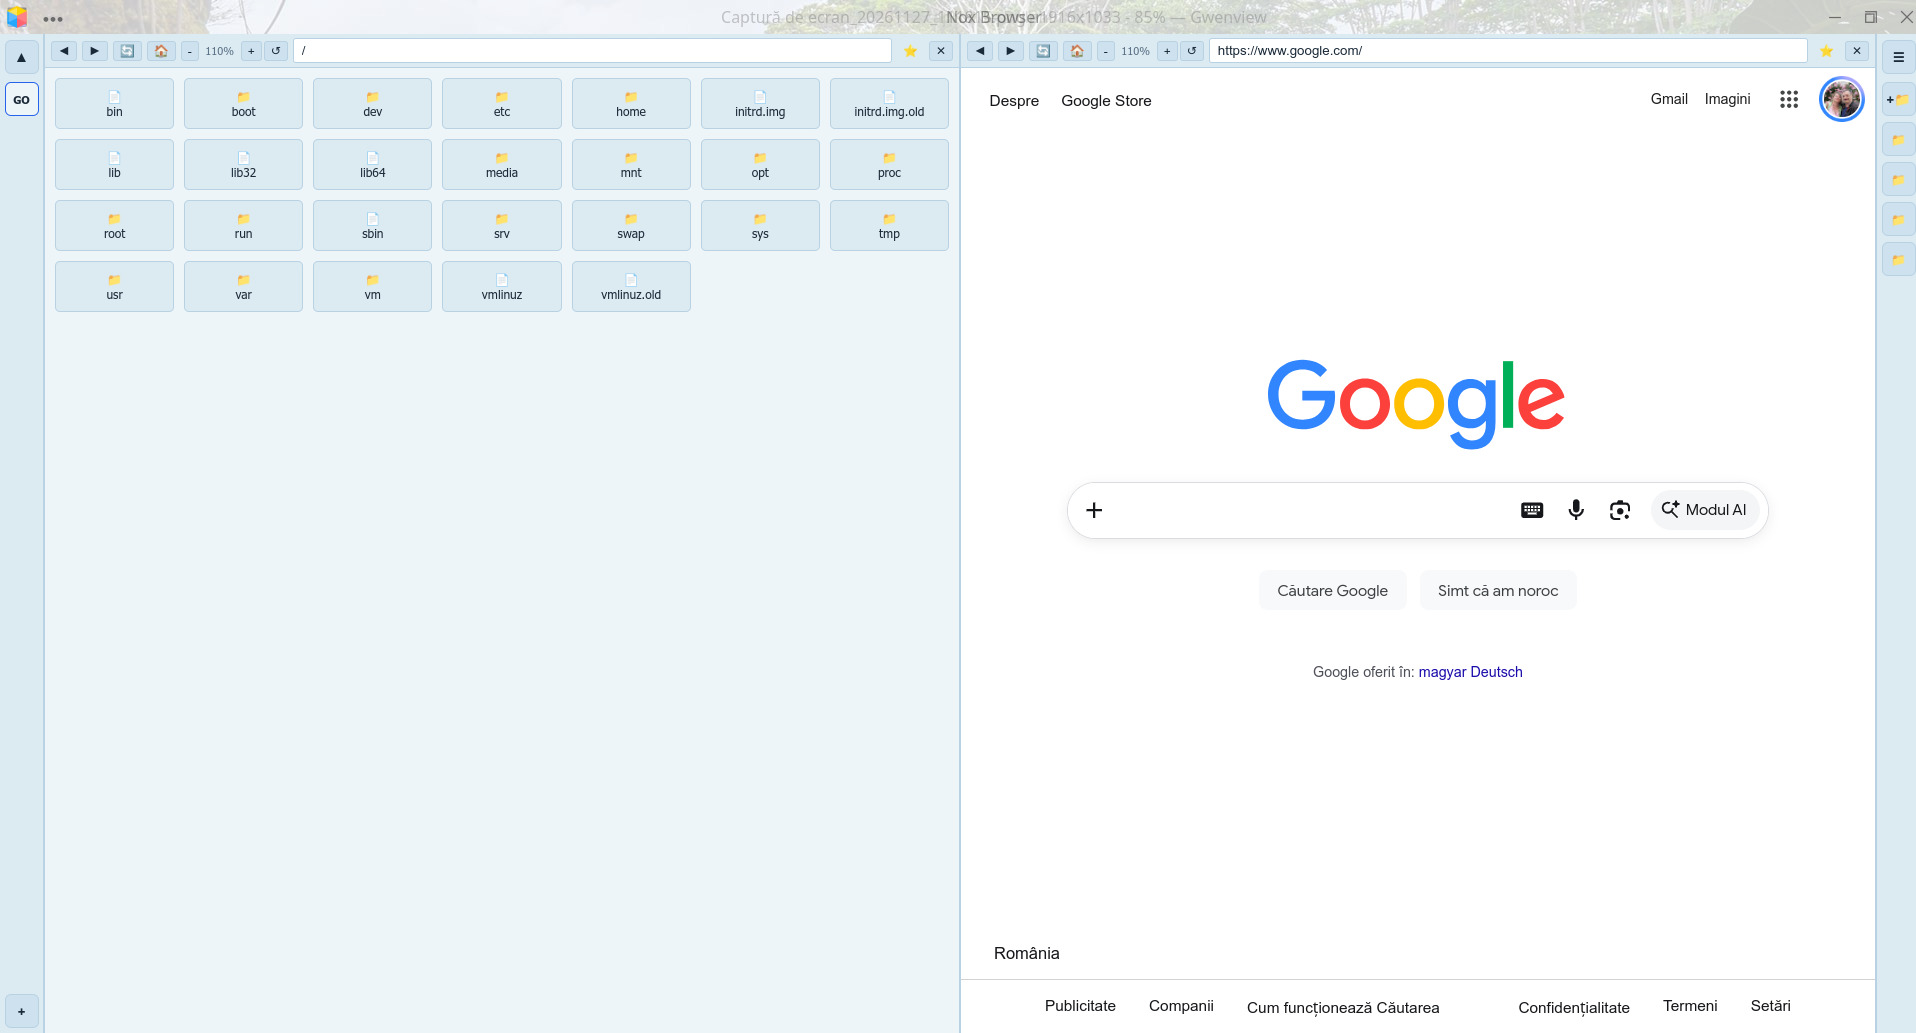 Captură de ecran_20261127_1 Nox Browser 1916x1033 - 85% — Gwenview
110%
/
110%
https://www.google.com/
GO
bin
boot
dev
etc
home
initrd.img
initrd.img.old
lib
lib32
lib64
media
mnt
opt
proc
root
run
sbin
srv
swap
sys
tmp
usr
var
vm
vmlinuz
vmlinuz.old
Despre
Google Store
Gmail
Imagini
Google
Modul AI
Căutare Google
Simt că am noroc
Google oferit în: magyar Deutsch
România
Publicitate
Companii
Cum funcționează Căutarea
Confidențialitate
Termeni
Setări